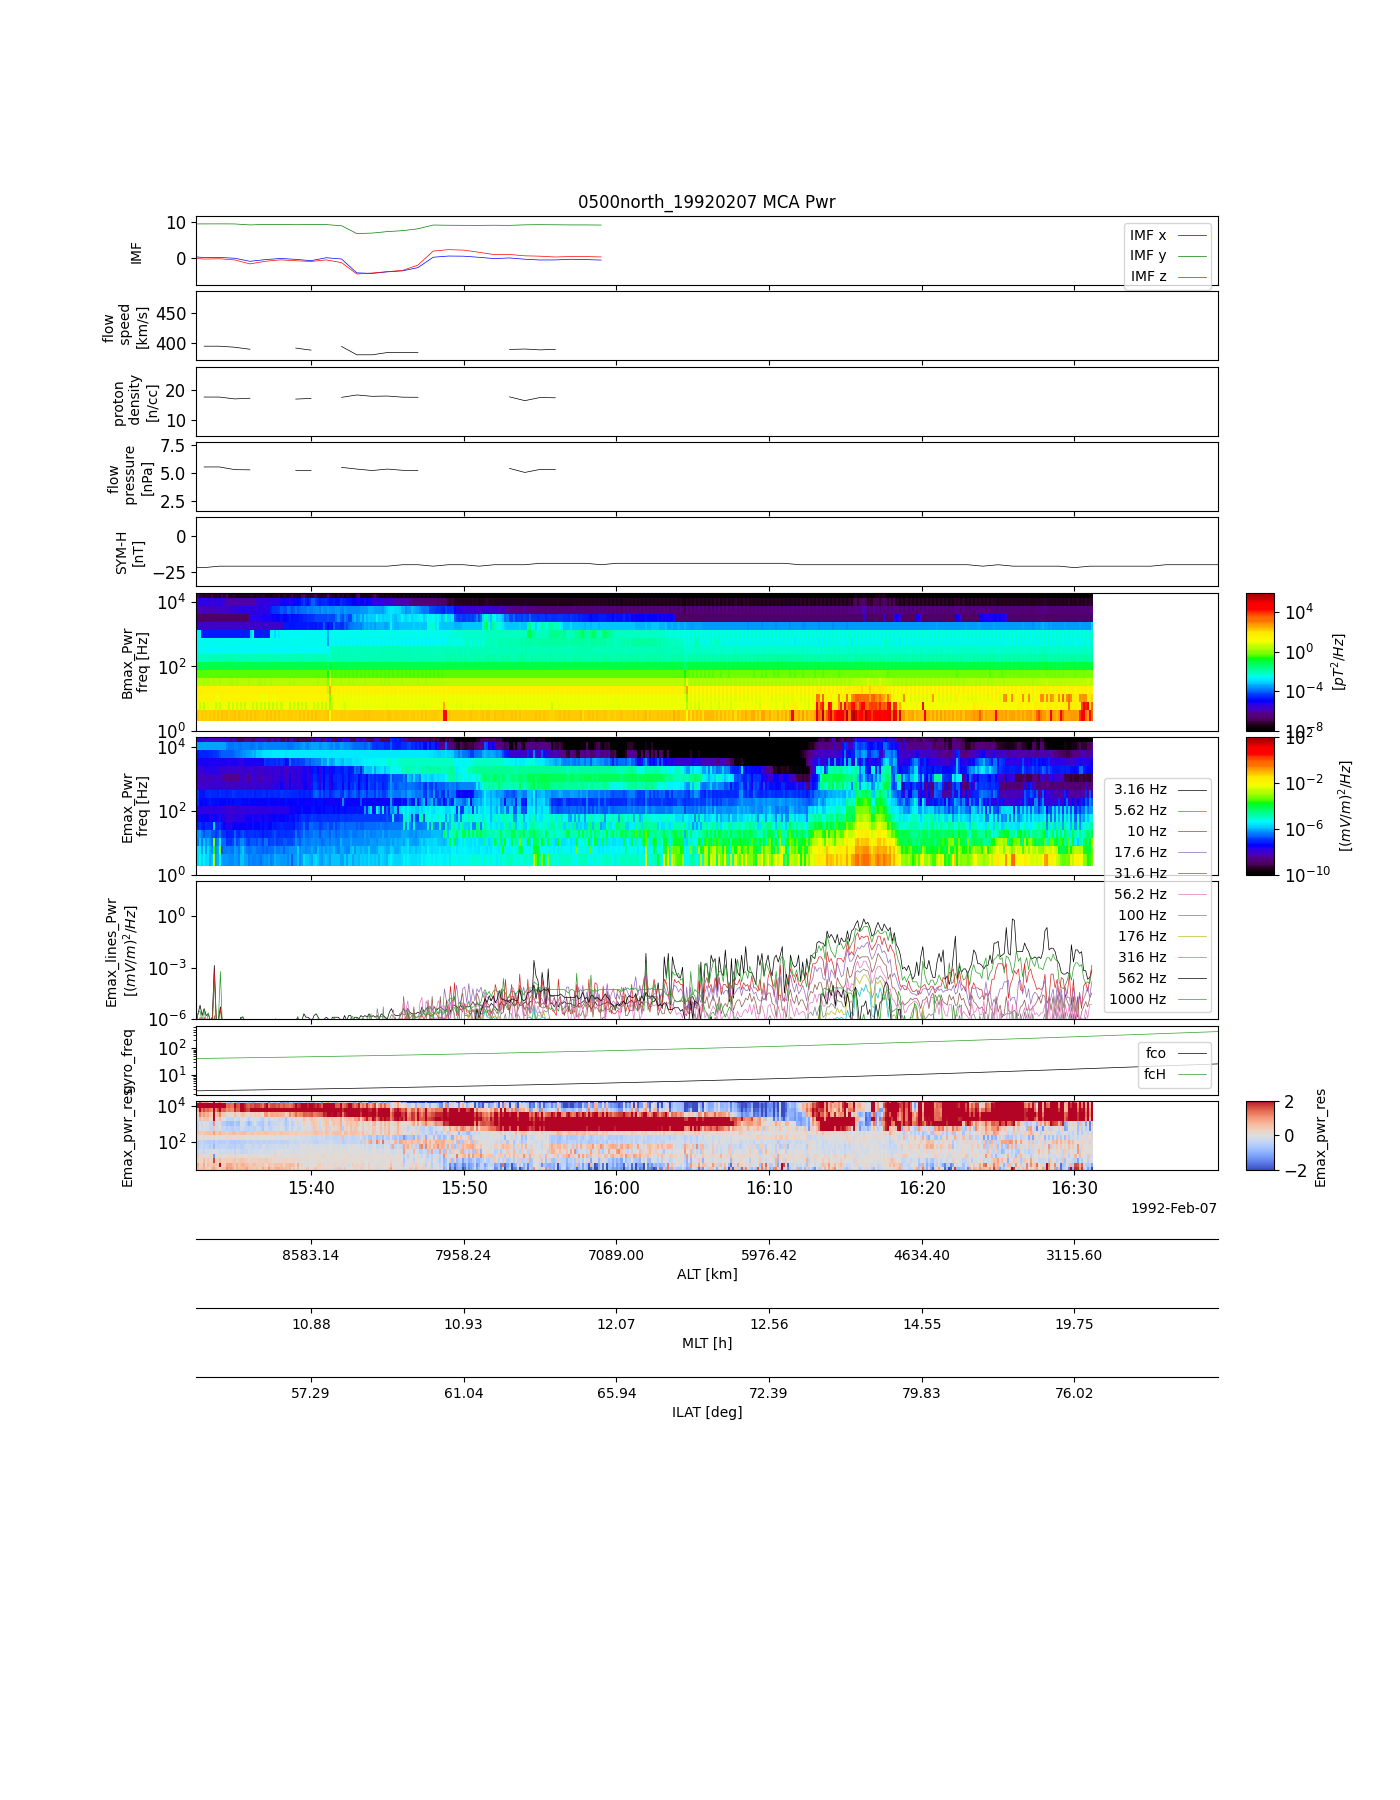 0500north_19920207 MCA Pwr
10
0
IMF
IMF x
IMF y
IMF z
450
400
flow
speed
[km/s]
20
10
proton
density
[n/cc]
7.5
5.0
2.5
flow
pressure
[nPa]
0
−25
SYM-H
[nT]
10^4
10^2
10^0
Bmax_Pwr
freq [Hz]
10^4
10^0
10^−4
10^−8
[pT^2/Hz]
10^4
10^2
10^0
Emax_Pwr
freq [Hz]
10^2
10^−2
10^−6
10^−10
[(mV/m)^2/Hz]
3.16 Hz
5.62 Hz
10 Hz
17.6 Hz
31.6 Hz
56.2 Hz
100 Hz
176 Hz
316 Hz
562 Hz
1000 Hz
10^0
10^−3
10^−6
Emax_lines_Pwr
[(mV/m)^2/Hz]
10^2
10^1
gyro_freq
fco
fcH
10^4
10^2
Emax_pwr_res
2
0
−2
Emax_pwr_res
15:40 15:50 16:00 16:10 16:20 16:30
1992-Feb-07
8583.14 7958.24 7089.00 5976.42 4634.40 3115.60
ALT [km]
10.88 10.93 12.07 12.56 14.55 19.75
MLT [h]
57.29 61.04 65.94 72.39 79.83 76.02
ILAT [deg]